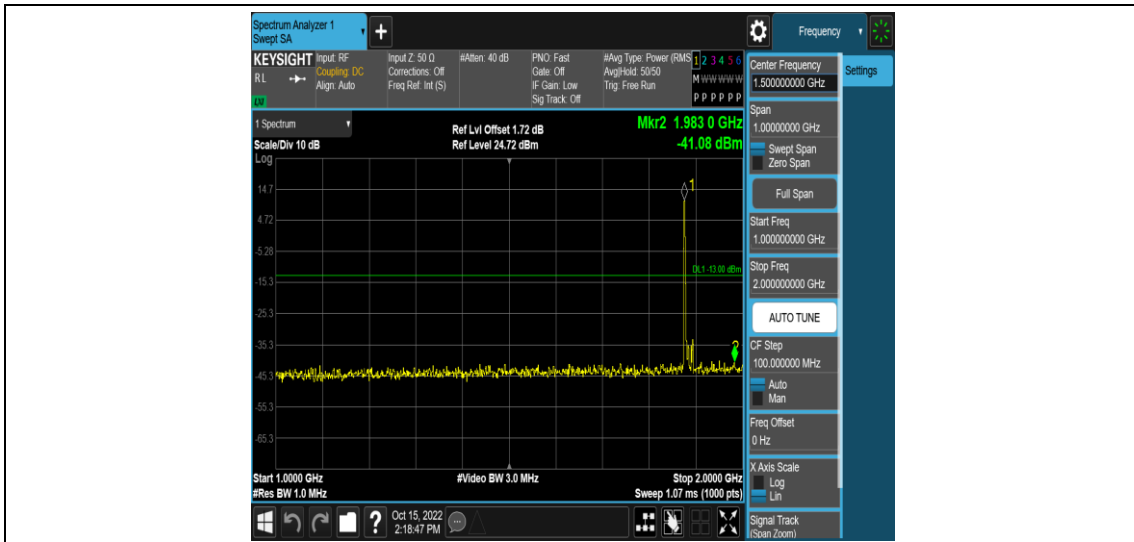 Spectrum Analyzer 1
Swept SA
+
Frequency
KEYSIGHT
RL
LXI
Input: RF
Coupling: DC
Align: Auto
Input Z: 50 Ω
Corrections: Off
Freq Ref: Int (S)
#Atten: 40 dB
PNO: Fast
Gate: Off
IF Gain: Low
Sig Track: Off
#Avg Type: Power (RMS
Avg|Hold: 50/50
Trig: Free Run
1 2 3 4 5 6
M W W W W W
P P P P P P
1 Spectrum
Scale/Div 10 dB
Log
Ref Lvl Offset 1.72 dB
Ref Level 24.72 dBm
Mkr2 1.983 0 GHz
-41.08 dBm
14.7
4.72
-5.28
-15.3
-25.3
-35.3
-45.3
-55.3
-65.3
1
DL1 -13.00 dBm
2
Start 1.0000 GHz
#Res BW 1.0 MHz
#Video BW 3.0 MHz
Stop 2.0000 GHz
Sweep 1.07 ms (1000 pts)
?
Oct 15, 2022
2:18:47 PM
Center Frequency
1.500000000 GHz
Settings
Span
1.00000000 GHz
Swept Span
Zero Span
Full Span
Start Freq
1.000000000 GHz
Stop Freq
2.000000000 GHz
AUTO TUNE
CF Step
100.000000 MHz
Auto
Man
Freq Offset
0 Hz
X Axis Scale
Log
Lin
Signal Track
(Span Zoom)